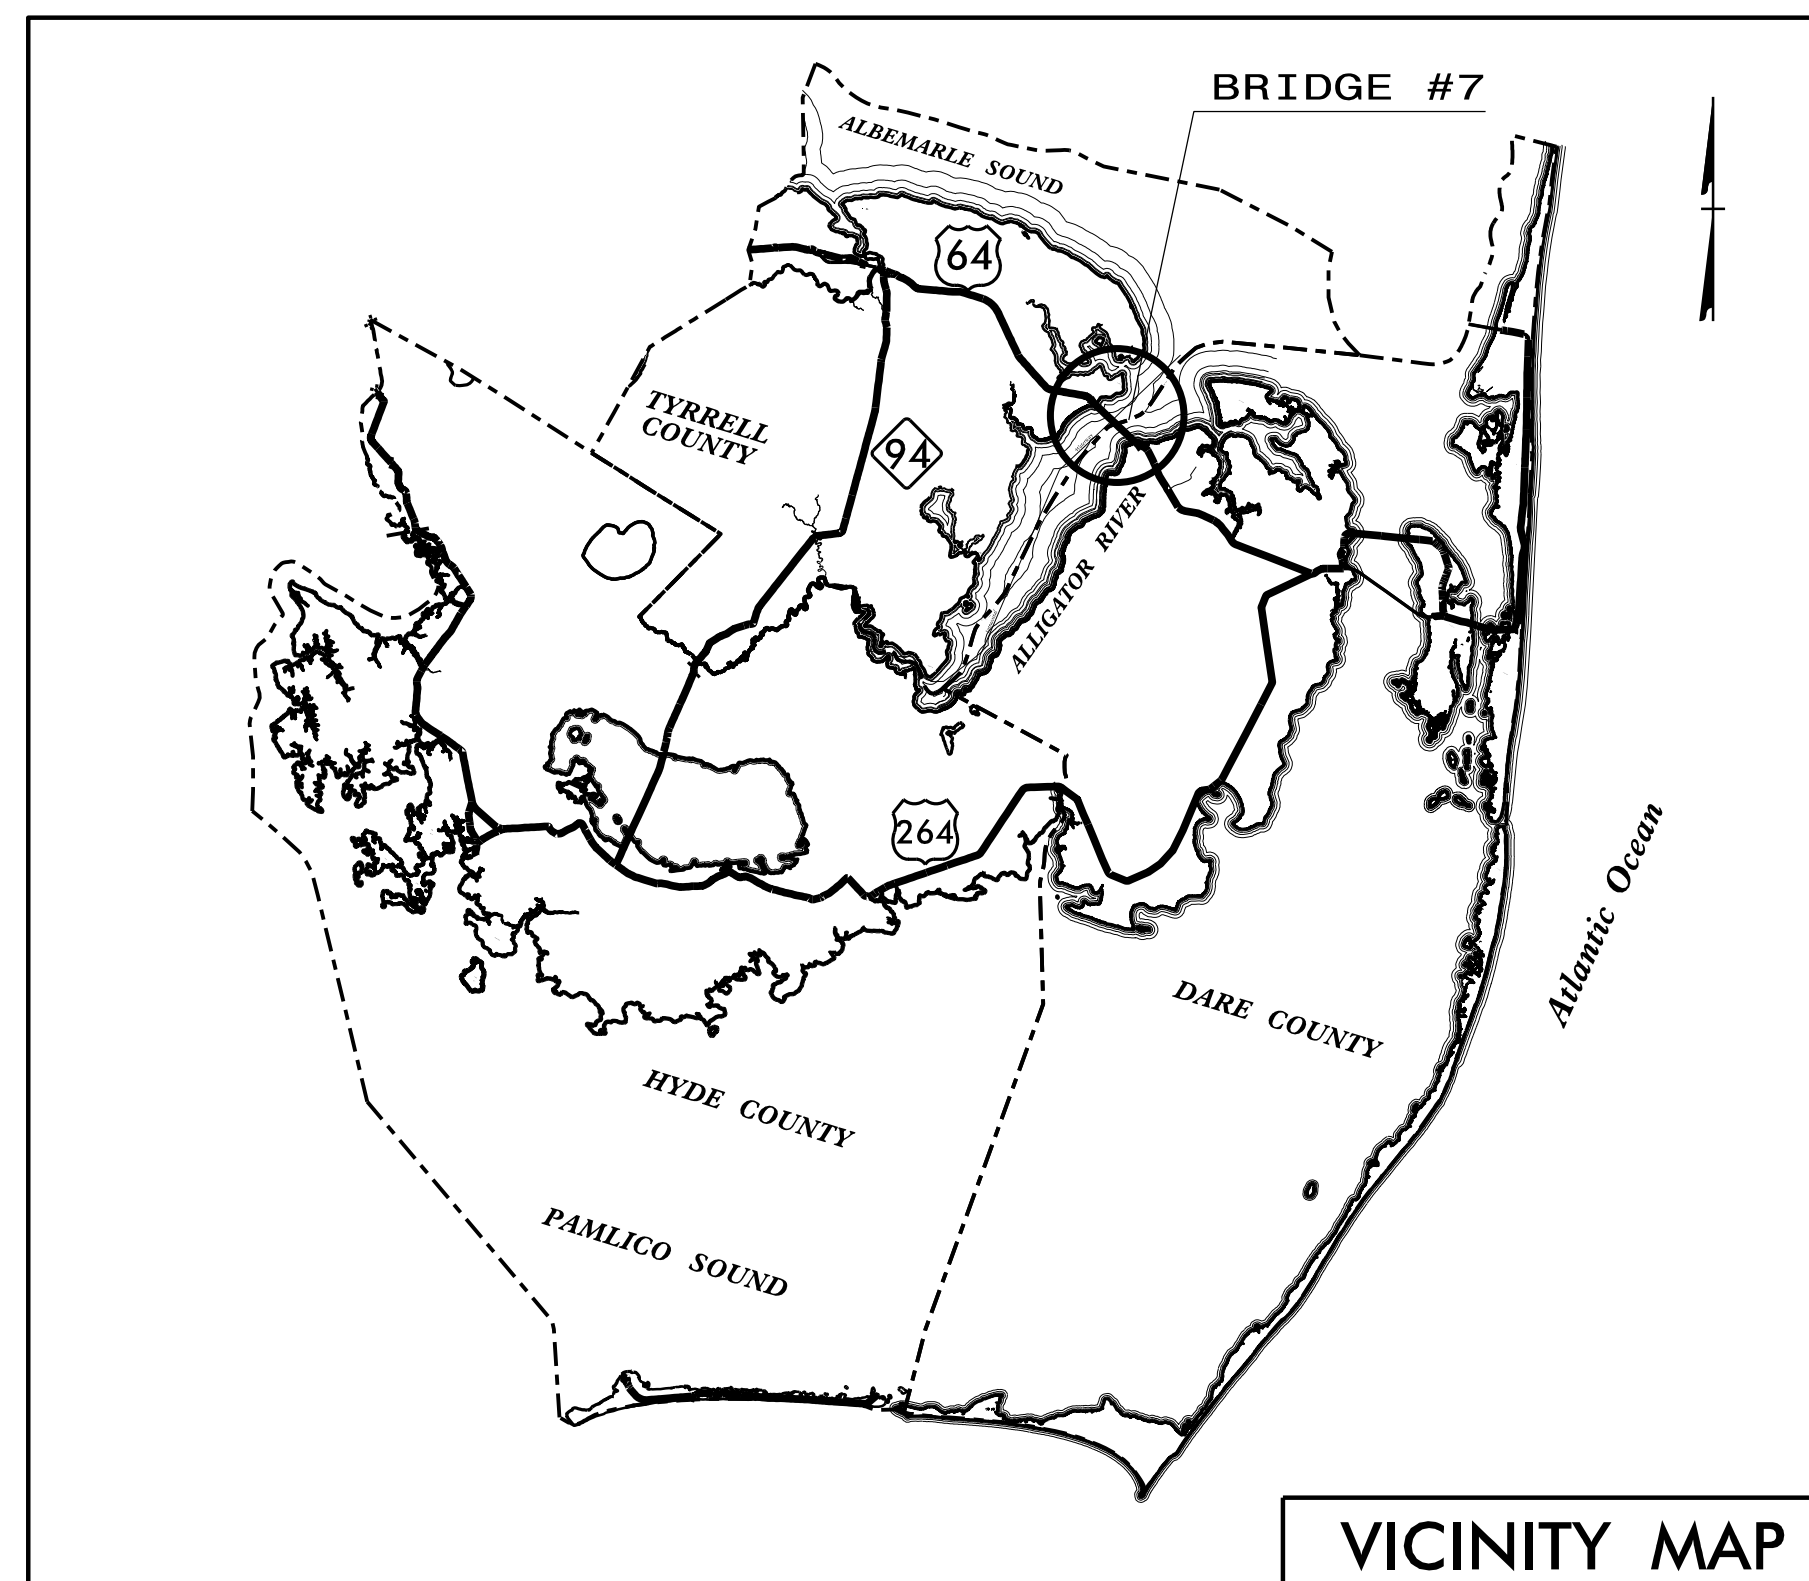 BRIDGE #7
ALBEMARLE SOUND
64
TYRRELL
COUNTY
94
ALLIGATOR RIVER
264
Atlantic Ocean
DARE COUNTY
HYDE COUNTY
PAMLICO SOUND
VICINITY MAP